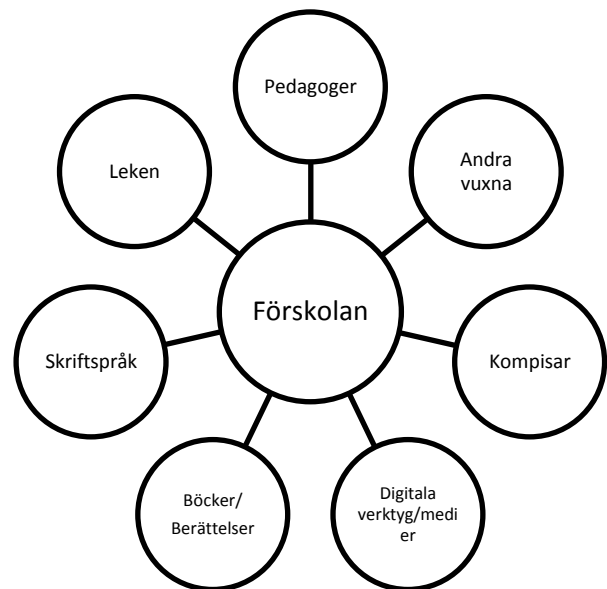 Pedagoger
Andra
vuxna
Leken
Förskolan
Skriftspråk
Kompisar
Böcker/
Berättelser
Digitala
verktyg/medi
er